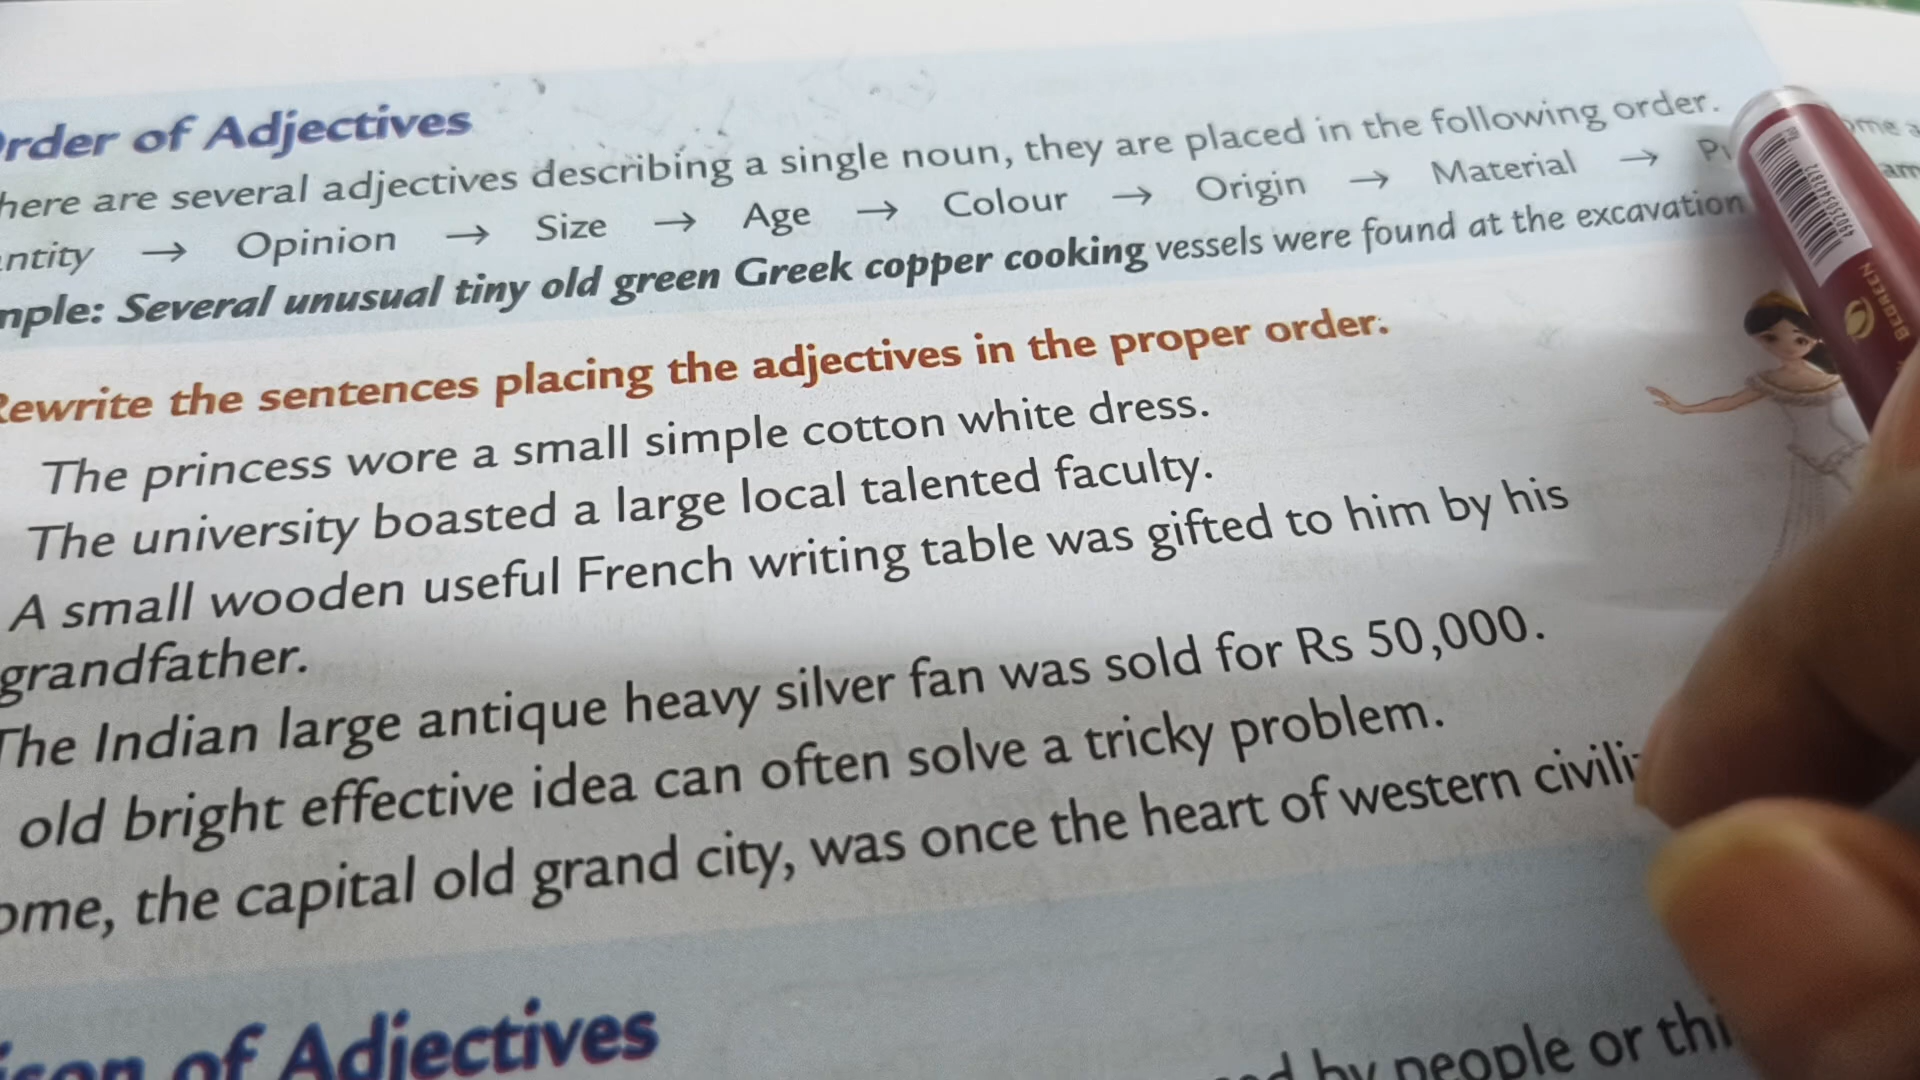 Order of Adjectives
here are several adjectives describing a single noun, they are placed in the following order.
ntity → Opinion → Size → Age → Colour → Origin → Material →
mple: Several unusual tiny old green Greek copper cooking vessels were found at the excavation
Rewrite the sentences placing the adjectives in the proper order.
The princess wore a small simple cotton white dress.
The university boasted a large local talented faculty.
A small wooden useful French writing table was gifted to him by his
grandfather.
The Indian large antique heavy silver fan was sold for Rs 50,000.
old bright effective idea can often solve a tricky problem.
ome, the capital old grand city, was once the heart of western civili
ison of Adjectives
ed by people or thi